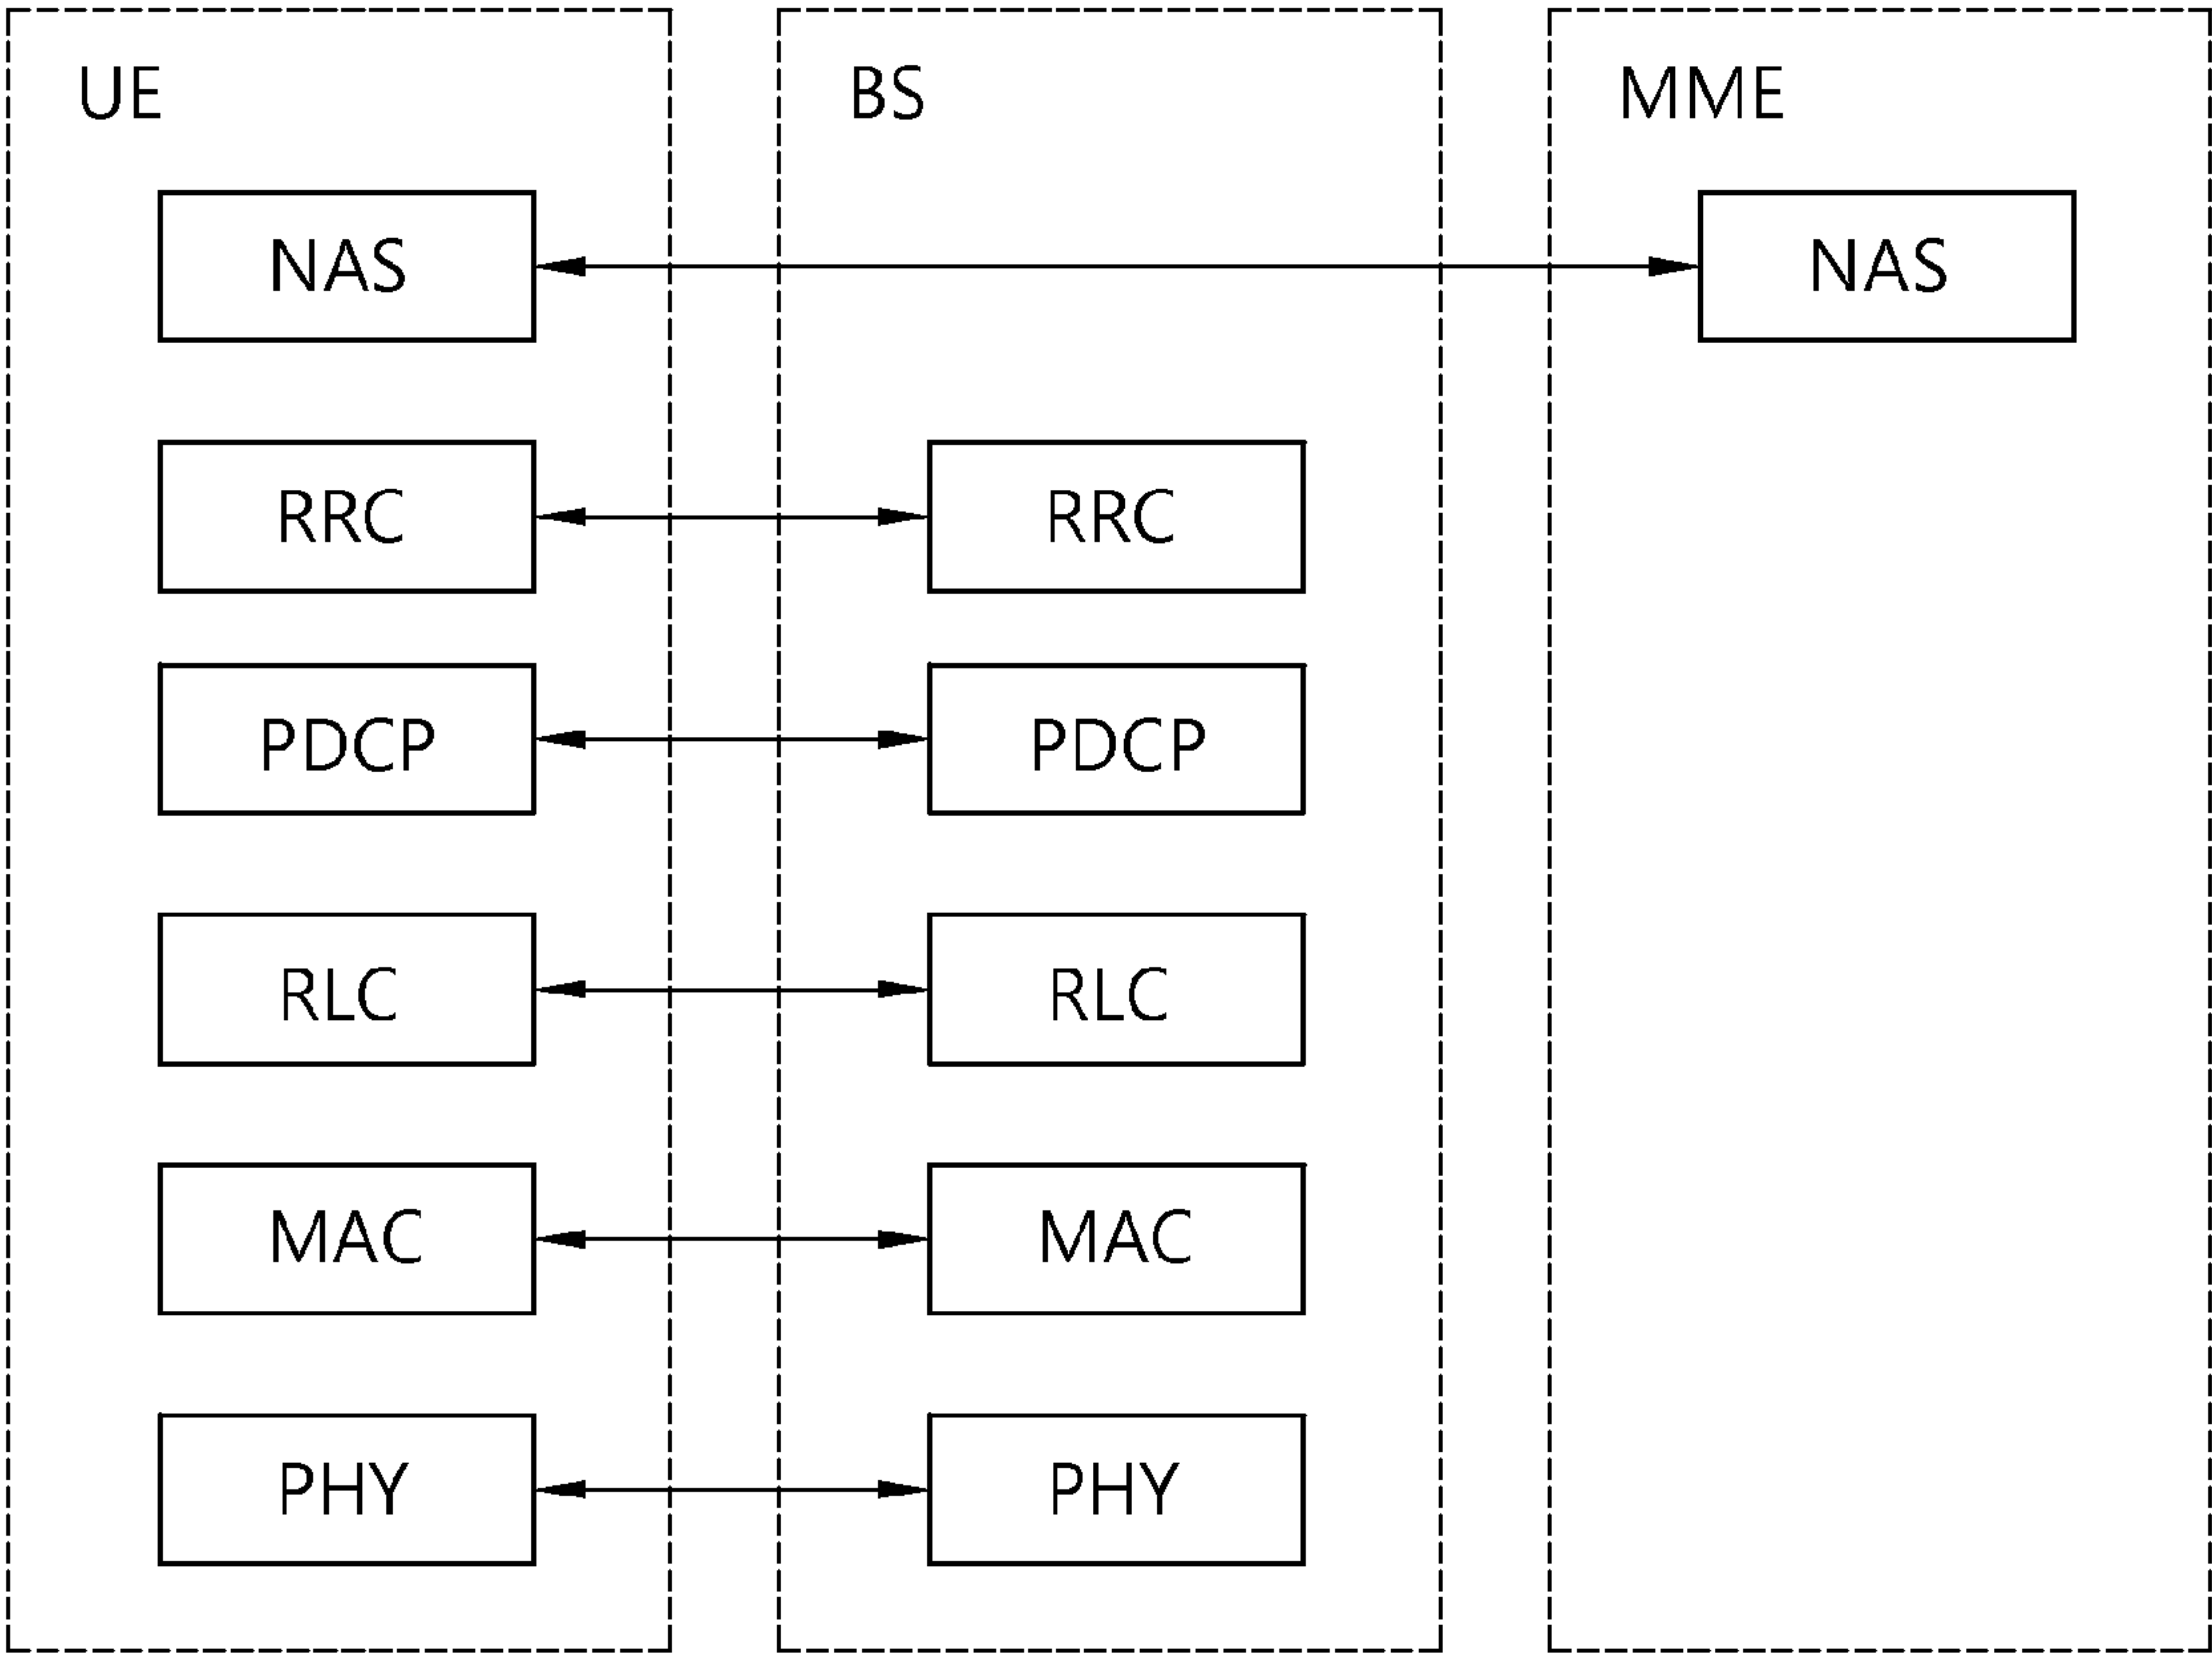 UE BS MME
NAS NAS
RRC RRC
PDCP PDCP
RLC RLC
MAC MAC
PHY PHY